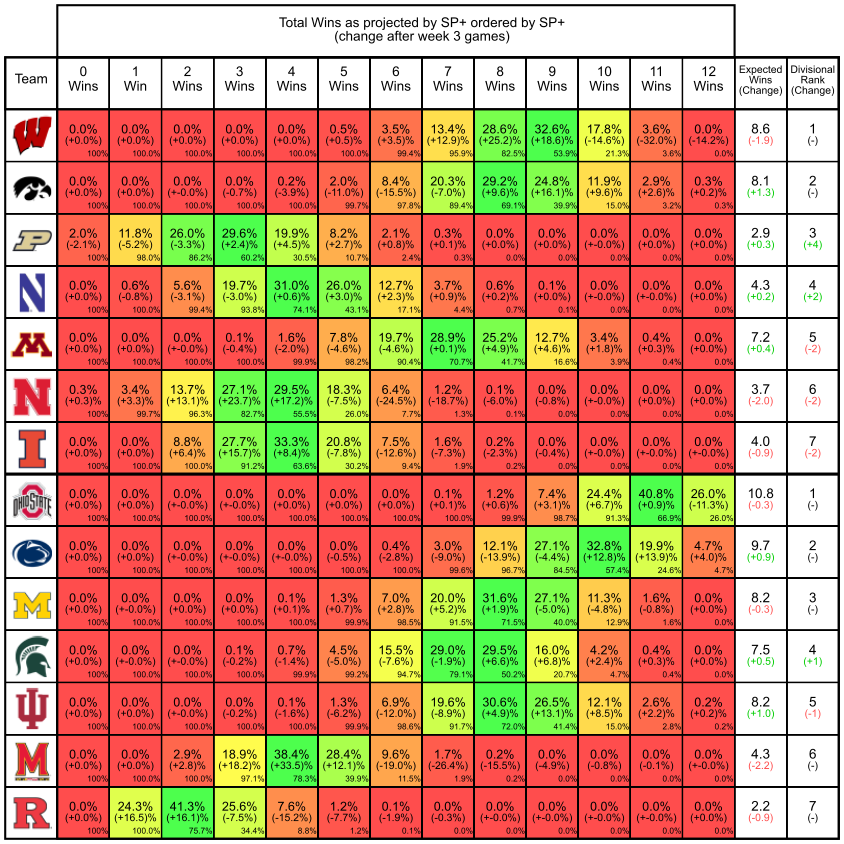 Total Wins as projected by SP+ ordered by SP+
(change after week 3 games)
Team
0 Wins
1 Win
2 Wins
3 Wins
4 Wins
5 Wins
6 Wins
7 Wins
8 Wins
9 Wins
10 Wins
11 Wins
12 Wins
Expected Wins (Change)
Divisional Rank (Change)
W
0.0% 0.0% 0.0% 0.0% 0.0% 0.5% 3.5% 13.4% 28.6% 32.6% 17.8% 3.6% 0.0% 8.6 1
(+0.0%) (+0.0%) (+0.0%) (+0.0%) (+0.0%) (+0.5%) (+3.5%) (+12.9%) (+25.2%) (+18.6%) (-14.6%) (-32.0%) (-14.2%) (-1.9) (-)
100% 100.0% 100.0% 100.0% 100.0% 100.0% 99.4% 95.9% 82.5% 53.9% 21.3% 3.6% 0.0%
0.0% 0.0% 0.0% 0.0% 0.2% 2.0% 8.4% 20.3% 29.2% 24.8% 11.9% 2.9% 0.3% 8.1 2
(+0.0%) (+0.0%) (+-0.0%) (-0.7%) (-3.9%) (-11.0%) (-15.5%) (-7.0%) (+9.6%) (+16.1%) (+9.6%) (+2.6%) (+0.2%) (+1.3) (-)
100% 100.0% 100.0% 100.0% 100.0% 99.7% 97.8% 89.4% 69.1% 39.9% 15.0% 3.2% 0.3%
P
2.0% 11.8% 26.0% 29.6% 19.9% 8.2% 2.1% 0.3% 0.0% 0.0% 0.0% 0.0% 0.0% 2.9 3
(-2.1%) (-5.2%) (-3.3%) (+2.4%) (+4.5%) (+2.7%) (+0.8%) (+0.1%) (+0.0%) (+0.0%) (+-0.0%) (+-0.0%) (+0.0%) (+0.3) (+4)
100% 98.0% 86.2% 60.2% 30.5% 10.7% 2.4% 0.3% 0.0% 0.0% 0.0% 0.0% 0.0%
N
0.0% 0.6% 5.6% 19.7% 31.0% 26.0% 12.7% 3.7% 0.6% 0.1% 0.0% 0.0% 0.0% 4.3 4
(+0.0%) (-0.8%) (-3.1%) (-3.0%) (+0.6%) (+3.0%) (+2.3%) (+0.9%) (+0.2%) (+0.0%) (+-0.0%) (+-0.0%) (+0.0%) (+0.2) (+2)
100% 100.0% 99.4% 93.8% 74.1% 43.1% 17.1% 4.4% 0.7% 0.1% 0.0% 0.0% 0.0%
M
0.0% 0.0% 0.0% 0.1% 1.6% 7.8% 19.7% 28.9% 25.2% 12.7% 3.4% 0.4% 0.0% 7.2 5
(+0.0%) (+0.0%) (+-0.0%) (-0.4%) (-2.0%) (-4.6%) (-4.6%) (+0.1%) (+4.9%) (+4.6%) (+1.8%) (+0.3%) (+0.0%) (+0.4) (-2)
100% 100.0% 100.0% 100.0% 99.9% 98.2% 90.4% 70.7% 41.7% 16.6% 3.9% 0.4% 0.0%
N
0.3% 3.4% 13.7% 27.1% 29.5% 18.3% 6.4% 1.2% 0.1% 0.0% 0.0% 0.0% 0.0% 3.7 6
(+0.3%) (+3.3%) (+13.1%) (+23.7%) (+17.2%) (-7.5%) (-24.5%) (-18.7%) (-6.0%) (-0.8%) (+-0.0%) (+-0.0%) (+0.0%) (-2.0) (-2)
100% 99.7% 96.3% 82.7% 55.5% 26.0% 7.7% 1.3% 0.1% 0.0% 0.0% 0.0% 0.0%
I
0.0% 0.0% 8.8% 27.7% 33.3% 20.8% 7.5% 1.6% 0.2% 0.0% 0.0% 0.0% 0.0% 4.0 7
(+0.0%) (+0.0%) (+6.4%) (+15.7%) (+8.4%) (-7.8%) (-12.6%) (-7.3%) (-2.3%) (-0.4%) (+-0.0%) (+-0.0%) (+0.0%) (-0.9) (-2)
100% 100.0% 100.0% 91.2% 63.6% 30.2% 9.4% 1.9% 0.2% 0.0% 0.0% 0.0% 0.0%
OHIO STATE
0.0% 0.0% 0.0% 0.0% 0.0% 0.0% 0.0% 0.1% 1.2% 7.4% 24.4% 40.8% 26.0% 10.8 1
(+0.0%) (+0.0%) (+0.0%) (+0.0%) (+0.0%) (+0.0%) (+0.0%) (+0.1%) (+0.6%) (+3.1%) (+6.7%) (+0.9%) (-11.3%) (-0.3) (-)
100% 100.0% 100.0% 100.0% 100.0% 100.0% 100.0% 100.0% 99.9% 98.7% 91.3% 66.9% 26.0%
0.0% 0.0% 0.0% 0.0% 0.0% 0.0% 0.4% 3.0% 12.1% 27.1% 32.8% 19.9% 4.7% 9.7 2
(+0.0%) (+0.0%) (+0.0%) (+-0.0%) (+-0.0%) (-0.5%) (-2.8%) (-9.0%) (-13.9%) (-4.4%) (+12.8%) (+13.9%) (+4.0%) (+0.9) (-)
100% 100.0% 100.0% 100.0% 100.0% 100.0% 100.0% 99.6% 96.7% 84.5% 57.4% 24.6% 4.7%
M
0.0% 0.0% 0.0% 0.0% 0.1% 1.3% 7.0% 20.0% 31.6% 27.1% 11.3% 1.6% 0.0% 8.2 3
(+0.0%) (+-0.0%) (+-0.0%) (+0.0%) (+0.1%) (+0.7%) (+2.8%) (+5.2%) (+1.9%) (-5.0%) (-4.8%) (-0.8%) (+0.0%) (-0.3) (-)
100% 100.0% 100.0% 100.0% 100.0% 99.9% 98.5% 91.5% 71.5% 40.0% 12.9% 1.6% 0.0%
0.0% 0.0% 0.0% 0.1% 0.7% 4.5% 15.5% 29.0% 29.5% 16.0% 4.2% 0.4% 0.0% 7.5 4
(+0.0%) (+0.0%) (+-0.0%) (-0.2%) (-1.4%) (-5.0%) (-7.6%) (-1.9%) (+6.6%) (+6.8%) (+2.4%) (+0.3%) (+0.0%) (+0.5) (+1)
100% 100.0% 100.0% 100.0% 99.9% 99.2% 94.7% 79.1% 50.2% 20.7% 4.7% 0.4% 0.0%
0.0% 0.0% 0.0% 0.0% 0.1% 1.3% 6.9% 19.6% 30.6% 26.5% 12.1% 2.6% 0.2% 8.2 5
(+0.0%) (+0.0%) (+-0.0%) (-0.2%) (-1.6%) (-6.2%) (-12.0%) (-8.9%) (+4.9%) (+13.1%) (+8.5%) (+2.2%) (+0.2%) (+1.0) (-1)
100% 100.0% 100.0% 100.0% 100.0% 99.9% 98.6% 91.7% 72.0% 41.4% 15.0% 2.8% 0.2%
M
0.0% 0.0% 2.9% 18.9% 38.4% 28.4% 9.6% 1.7% 0.2% 0.0% 0.0% 0.0% 0.0% 4.3 6
(+0.0%) (+0.0%) (+2.8%) (+18.2%) (+33.5%) (+12.1%) (-19.0%) (-26.4%) (-15.5%) (-4.9%) (-0.8%) (-0.1%) (+-0.0%) (-2.2) (-)
100% 100.0% 100.0% 97.1% 78.3% 39.9% 11.5% 1.9% 0.2% 0.0% 0.0% 0.0% 0.0%
R
0.0% 24.3% 41.3% 25.6% 7.6% 1.2% 0.1% 0.0% 0.0% 0.0% 0.0% 0.0% 0.0% 2.2 7
(+0.0%) (+16.5%) (+16.1%) (-7.5%) (-15.2%) (-7.7%) (-1.9%) (-0.3%) (-0.0%) (+-0.0%) (+-0.0%) (+-0.0%) (+0.0%) (-0.9) (-)
100% 100.0% 75.7% 34.4% 8.8% 1.2% 0.1% 0.0% 0.0% 0.0% 0.0% 0.0% 0.0%